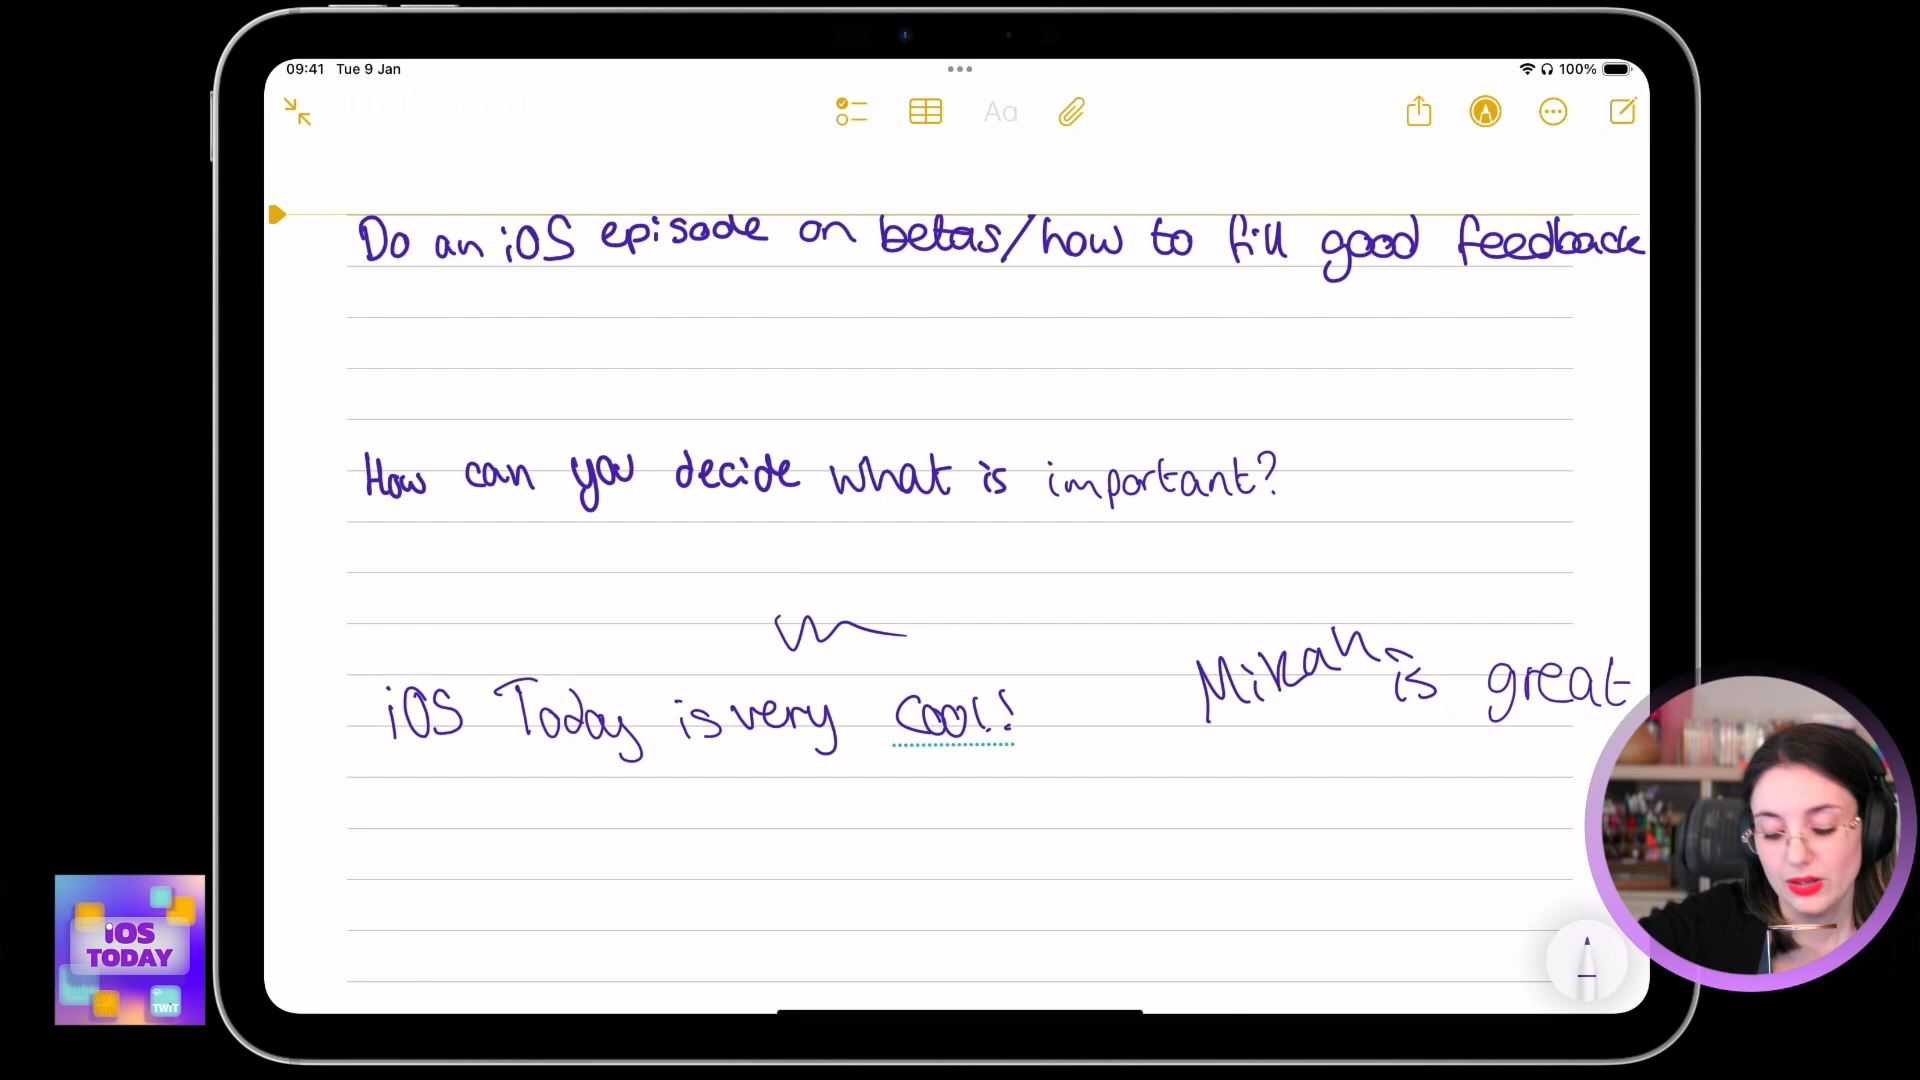 09:41 Tue 9 Jan
100%
Aa
Do an iOS episode on betas/how to fill good feedback
How can you decide what is important?
Mikah is great
iOS Today is very cool!
iOS
TODAY
TWiT